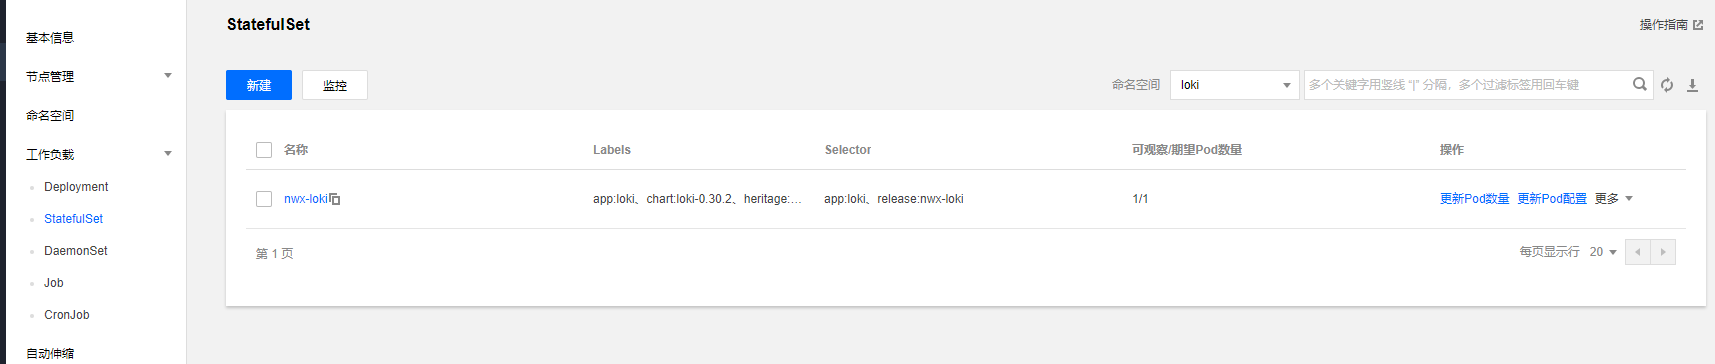 StatefulSet
操作指南
基本信息
节点管理
命名空间
工作负载
Deployment
StatefulSet
DaemonSet
Job
CronJob
自动伸缩
新建 监控 命名空间 loki 多个关键字用竖线 "|" 分隔，多个过滤标签用回车键
名称 Labels Selector 可观察/期望Pod数量 操作
nwx-loki app:loki、chart:loki-0.30.2、heritage:... app:loki、release:nwx-loki 1/1 更新Pod数量 更新Pod配置 更多
第 1 页 每页显示行 20